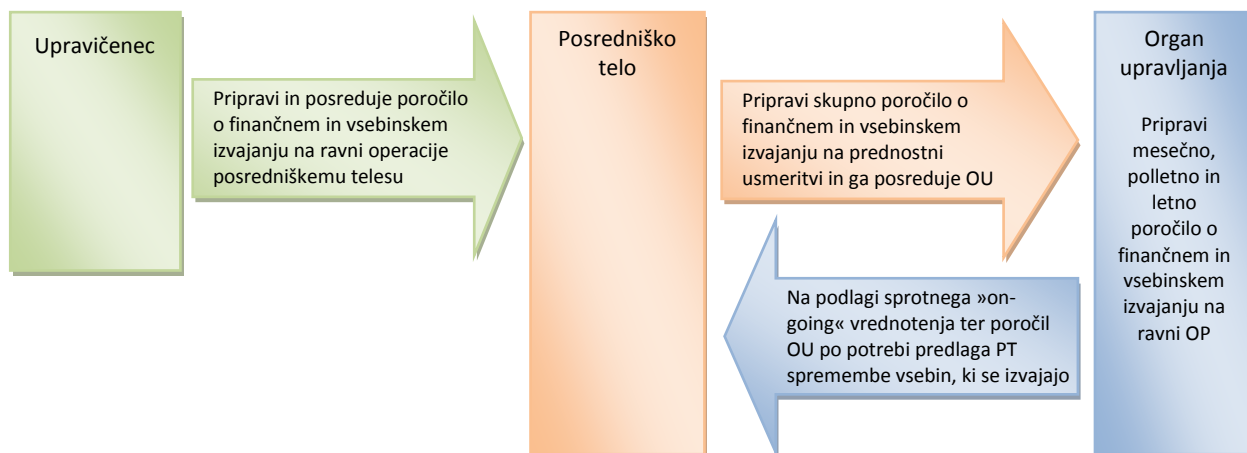 Upravičenec
Pripravi in posreduje poročilo
o finančnem in vsebinskem
izvajanju na ravni operacije
posredniškemu telesu
Posredniško
telo
Pripravi skupno poročilo o
finančnem in vsebinskem
izvajanju na prednostni
usmeritvi in ga posreduje OU
Na podlagi sprotnega »on-
going« vrednotenja ter poročil
OU po potrebi predlaga PT
spremembe vsebin, ki se izvajajo
Organ
upravljanja
Pripravi
mesečno,
polletno in
letno
poročilo o
finančnem in
vsebinskem
izvajanju na
ravni OP